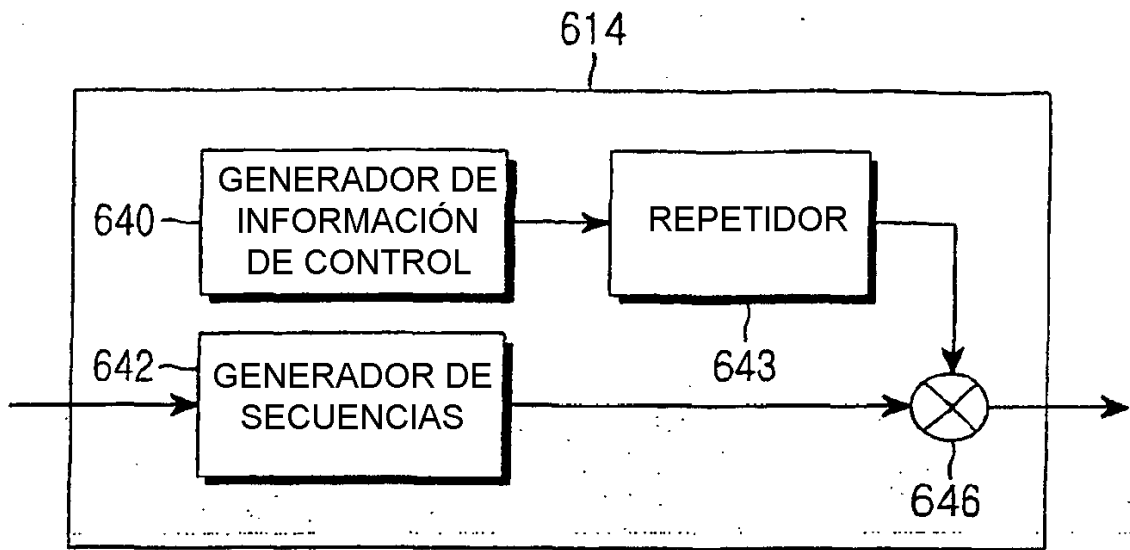 614
GENERADOR DE
INFORMACIÓN
DE CONTROL
640
REPETIDOR
643
642
GENERADOR DE
SECUENCIAS
646